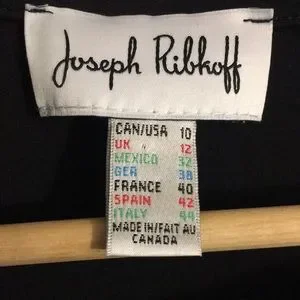 Joseph Ribkoff
CAN/USA 10
UK 12
MEXICO 32
GER 38
FRANCE 40
SPAIN 42
ITALY 44
MADE IN/FAIT AU
CANADA